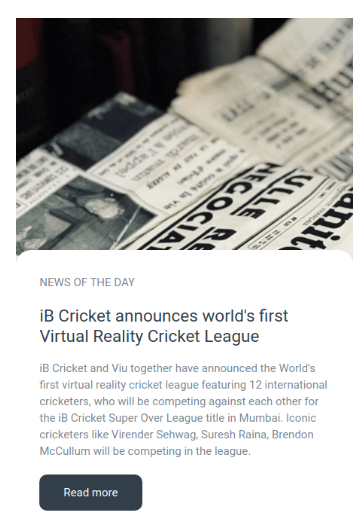 NEGOCIA
NEWS OF THE DAY
iB Cricket announces world's first
Virtual Reality Cricket League
iB Cricket and Viu together have announced the World's
first virtual reality cricket league featuring 12 international
cricketers, who will be competing against each other for
the iB Cricket Super Over League title in Mumbai. Iconic
cricketers like Virender Sehwag, Suresh Raina, Brendon
McCullum will be competing in the league.
Read more